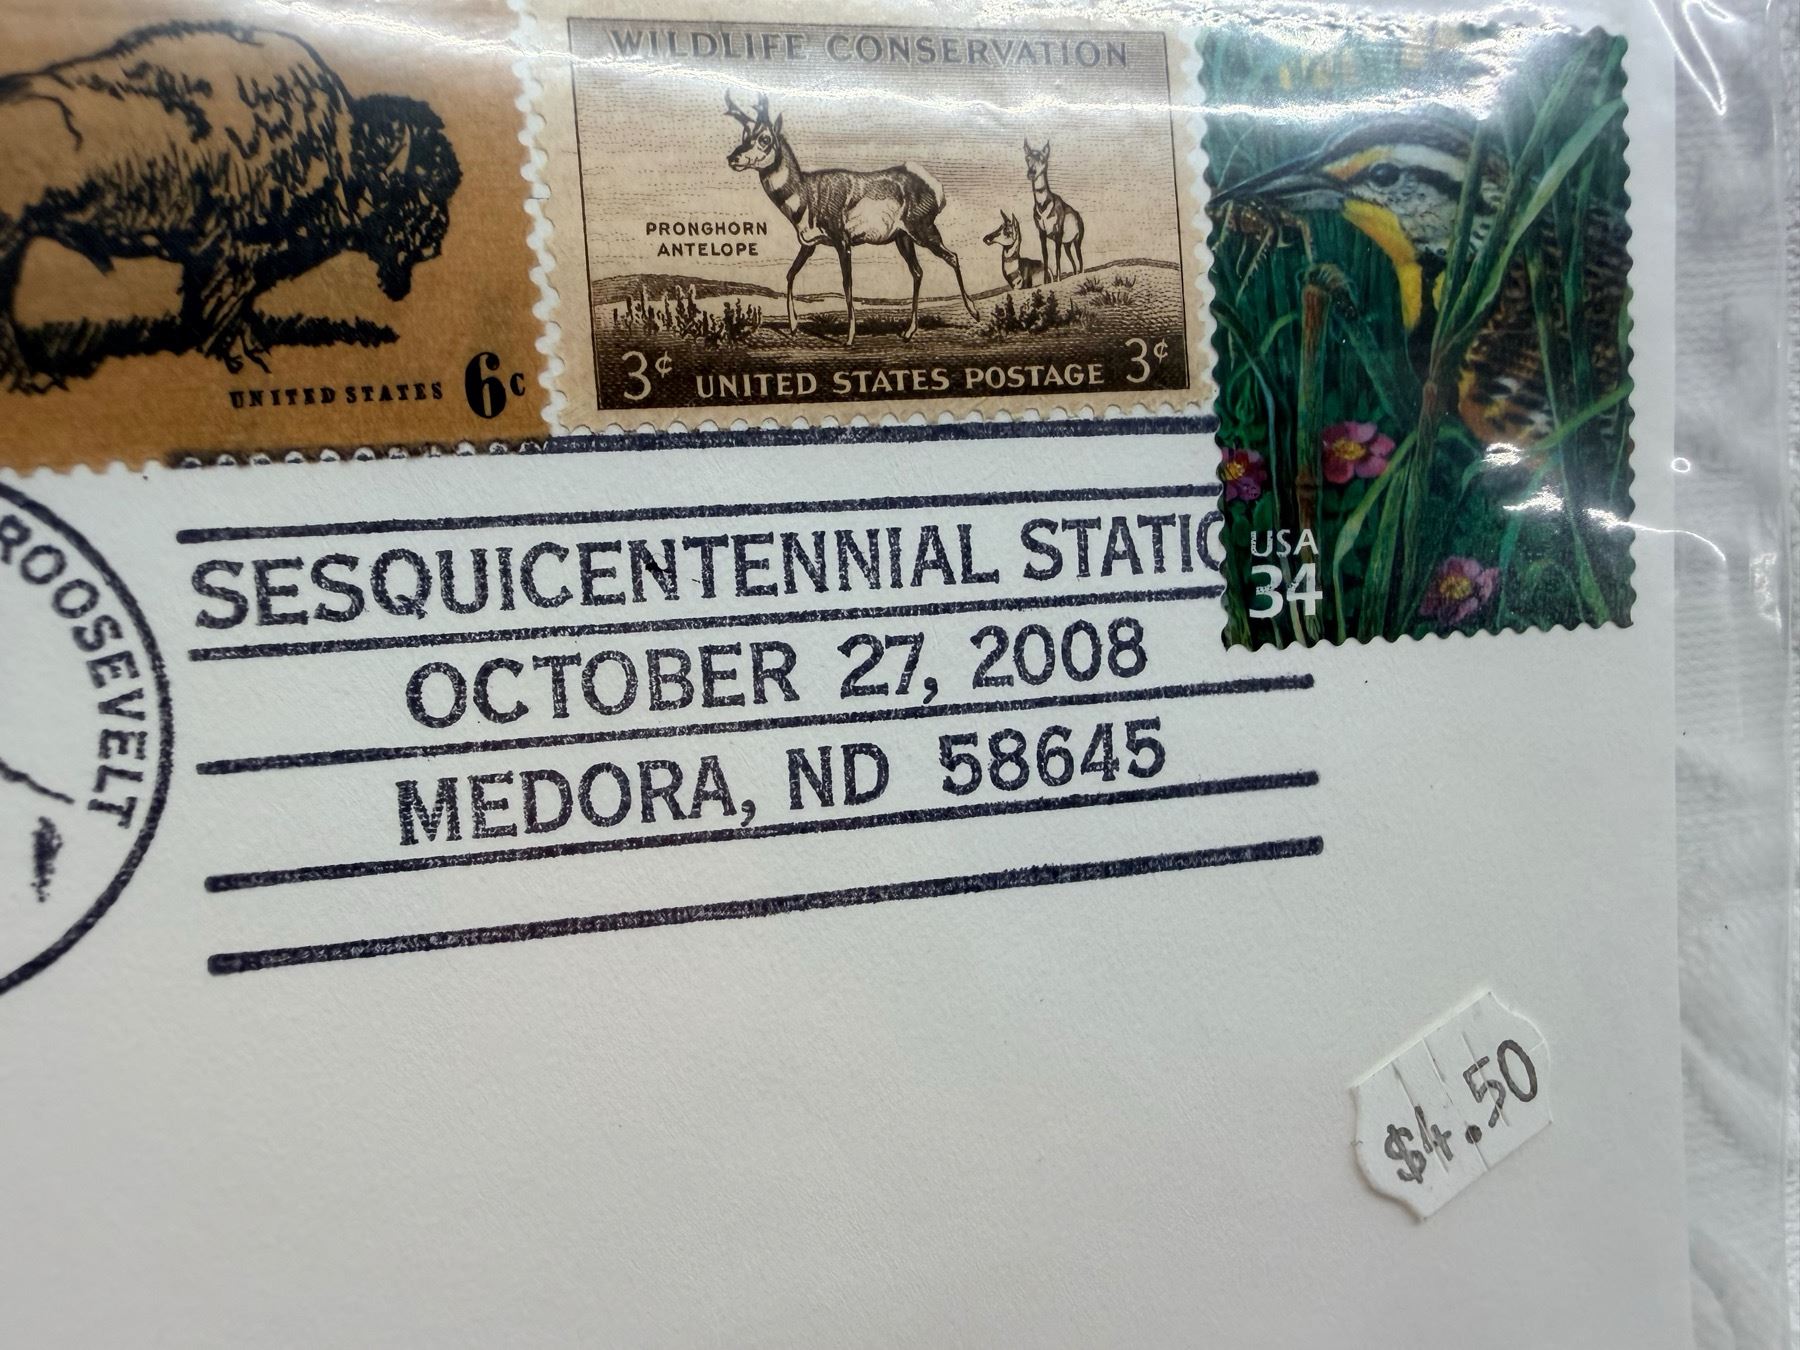 UNITED STATES 6c
WILDLIFE CONSERVATION
PRONGHORN
ANTELOPE
3¢ UNITED STATES POSTAGE 3¢
USA
34
ROOSEVELT
SESQUICENTENNIAL STATIO
OCTOBER 27, 2008
MEDORA, ND 58645
$4.50